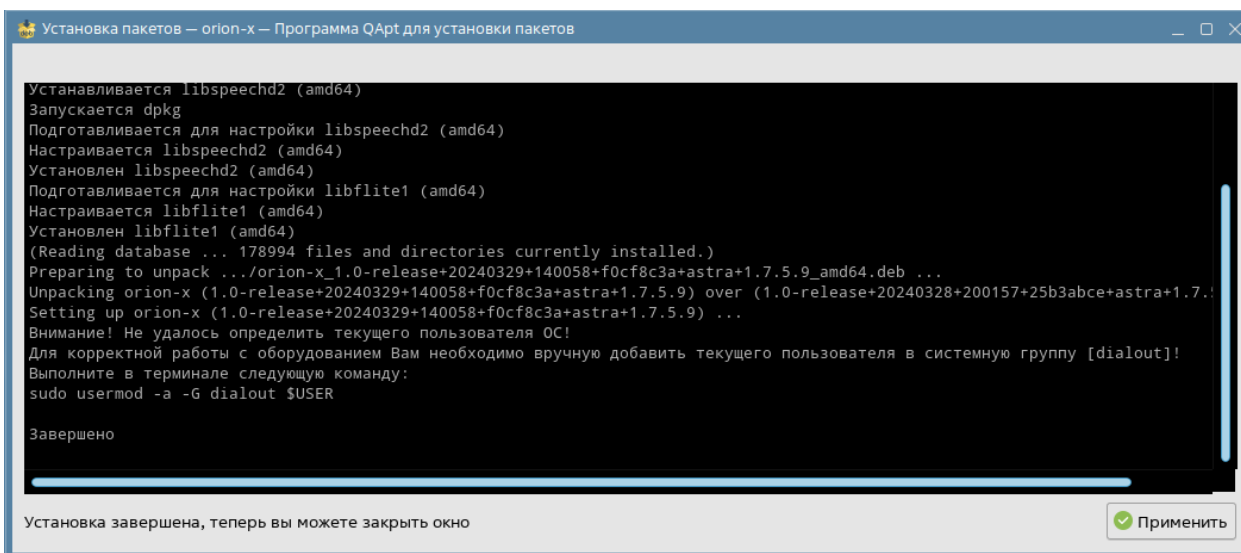 Установка пакетов — orion-x — Программа QApt для установки пакетов
Устанавливается libspeechd2 (amd64)
Запускается dpkg
Подготавливается для настройки libspeechd2 (amd64)
Настраивается libspeechd2 (amd64)
Установлен libspeechd2 (amd64)
Подготавливается для настройки libflite1 (amd64)
Настраивается libflite1 (amd64)
Установлен libflite1 (amd64)
(Reading database ... 178994 files and directories currently installed.)
Preparing to unpack .../orion-x_1.0-release+20240329+140058+f0cf8c3a+astra+1.7.5.9_amd64.deb ...
Unpacking orion-x (1.0-release+20240329+140058+f0cf8c3a+astra+1.7.5.9) over (1.0-release+20240328+200157+25b3abce+astra+1.7.
Setting up orion-x (1.0-release+20240329+140058+f0cf8c3a+astra+1.7.5.9) ...
Внимание! Не удалось определить текущего пользователя ОС!
Для корректной работы с оборудованием Вам необходимо вручную добавить текущего пользователя в системную группу [dialout]!
Выполните в терминале следующую команду:
sudo usermod -a -G dialout $USER
Завершено
Установка завершена, теперь вы можете закрыть окно
Применить